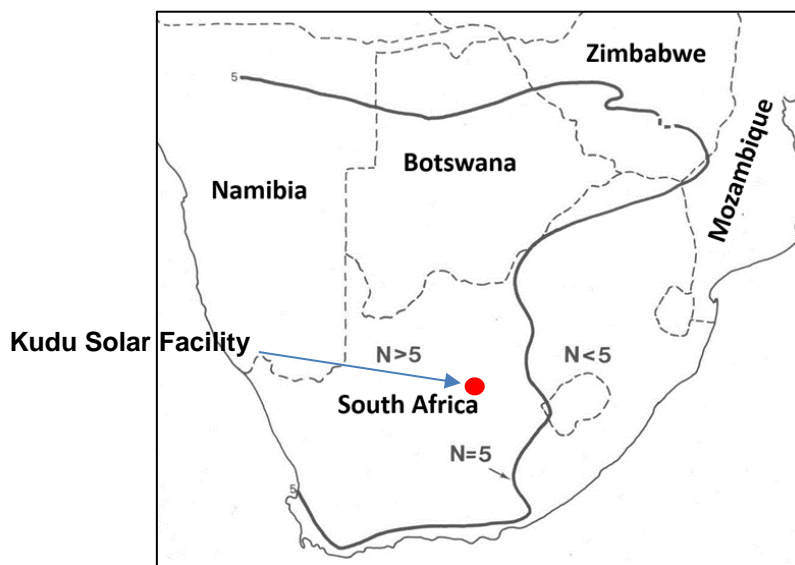 Zimbabwe
5
Botswana
Mozambique
Namibia
Kudu Solar Facility
N>5
N<5
South Africa
N=5
5